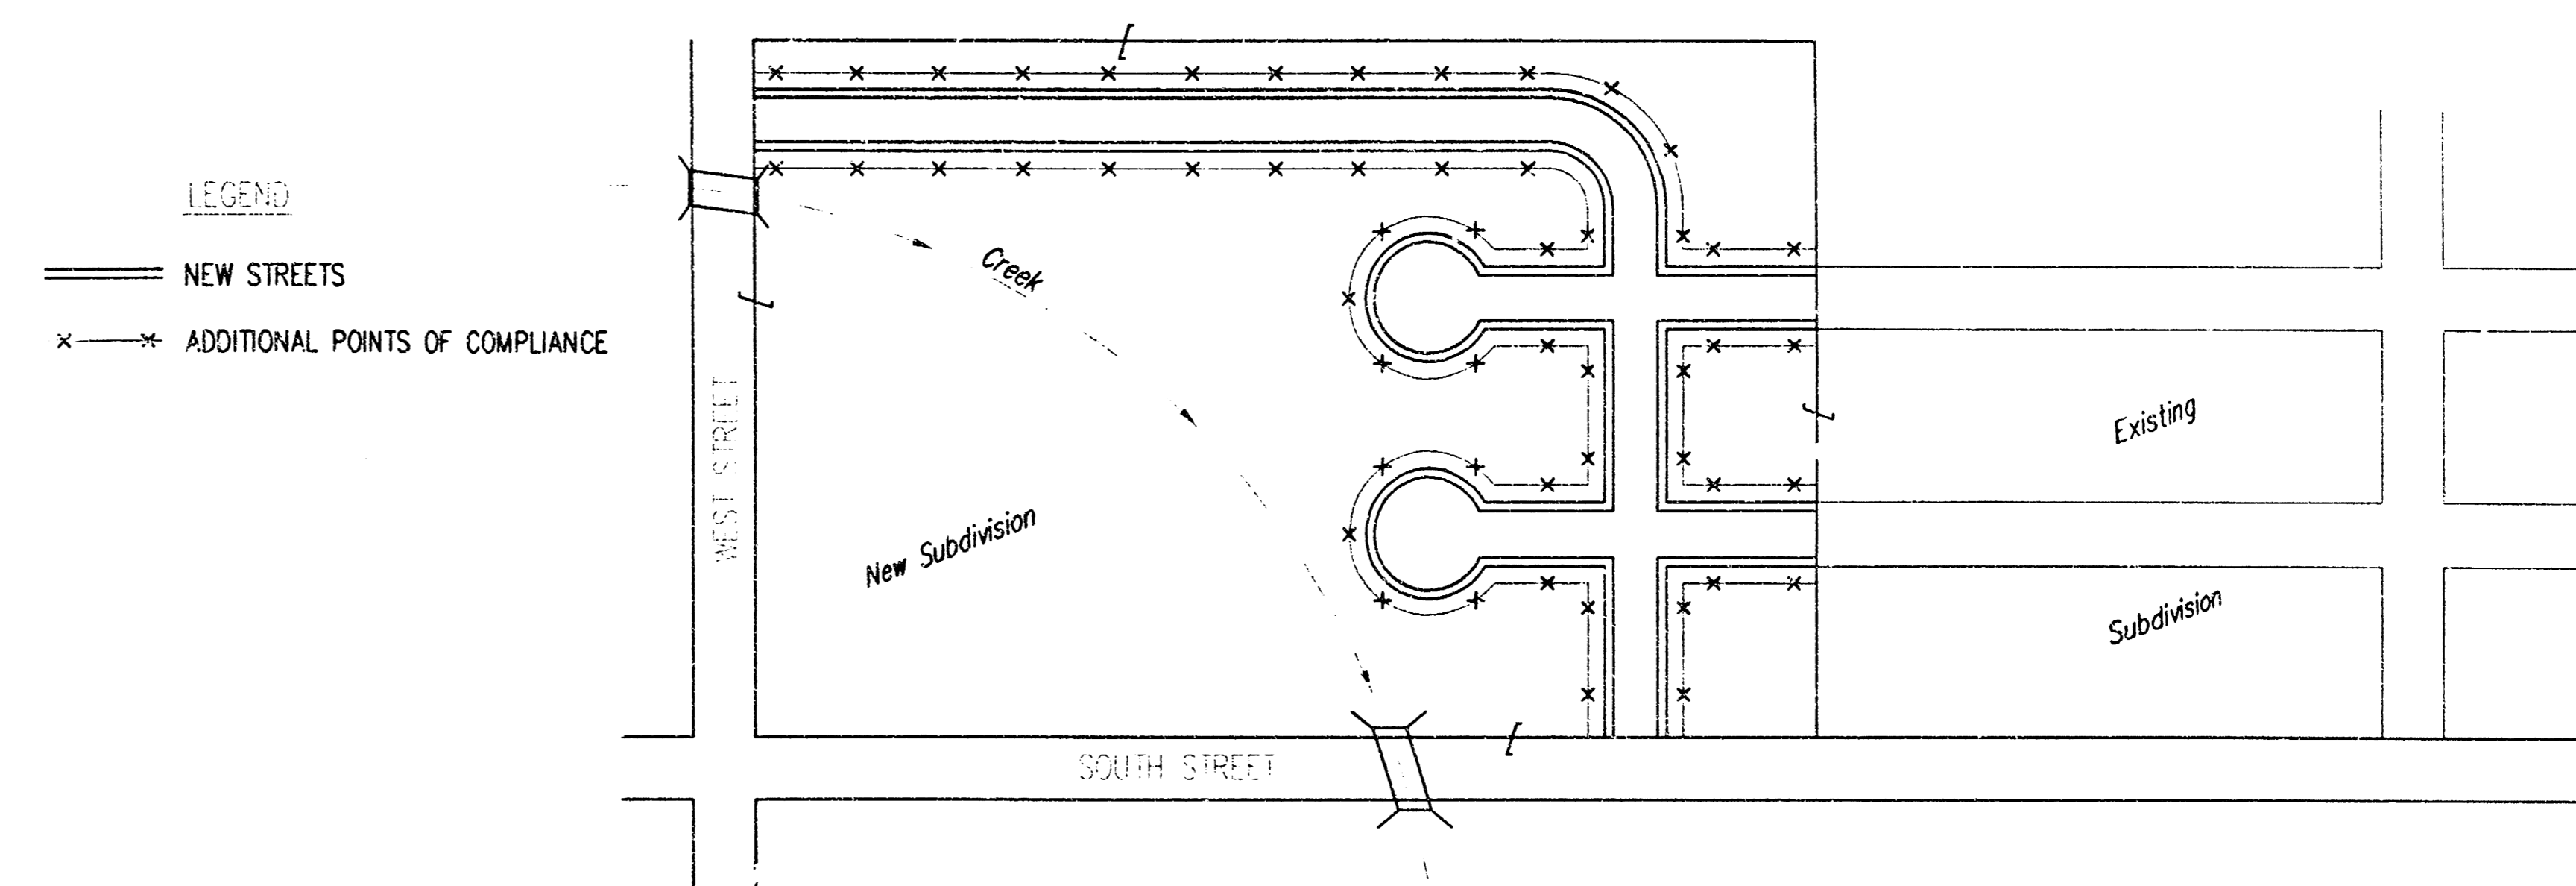 LEGEND
NEW STREETS
ADDITIONAL POINTS OF COMPLIANCE
WEST STREET
Creek
New Subdivision
Existing
Subdivision
SOUTH STREET